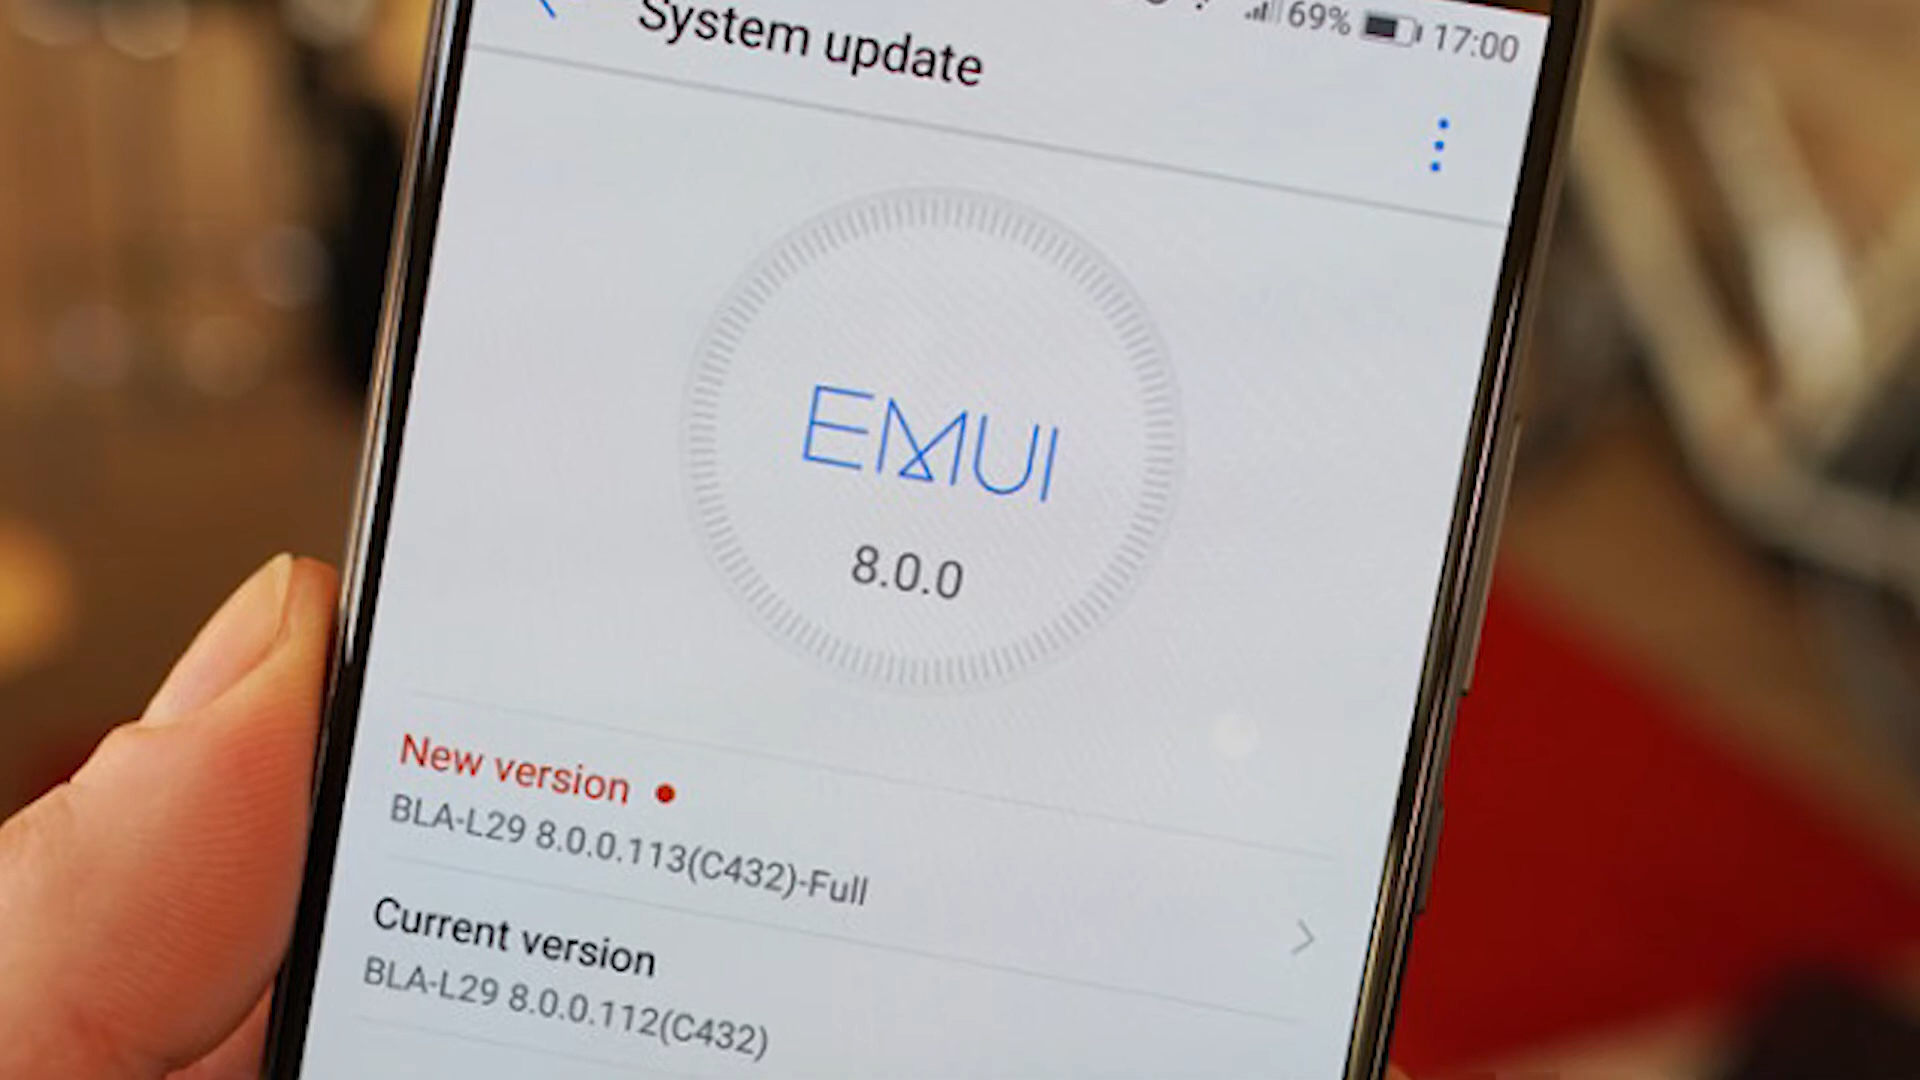 69% 17:00
System update
EMUI
8.0.0
New version
BLA-L29 8.0.0.113(C432)-Full
Current version
BLA-L29 8.0.0.112(C432)